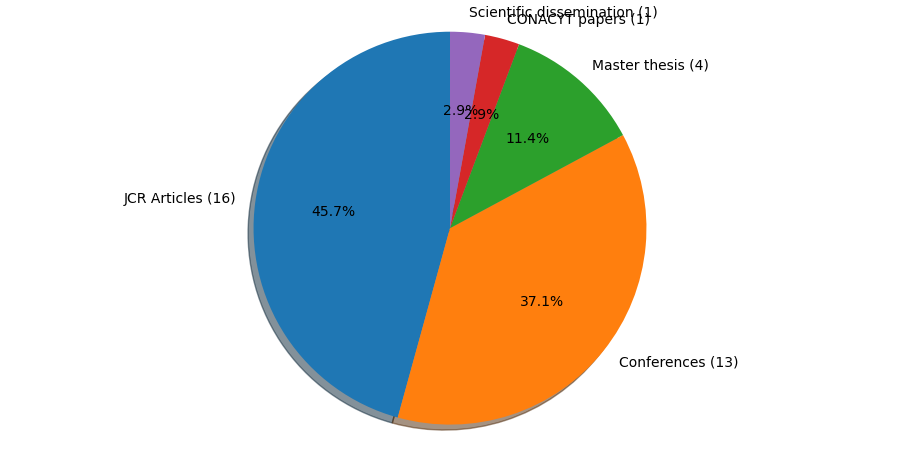 Scientific dissemination (1)
CONACYT papers (1)
Master thesis (4)
2.9%
2.9%
11.4%
JCR Articles (16)
45.7%
37.1%
Conferences (13)